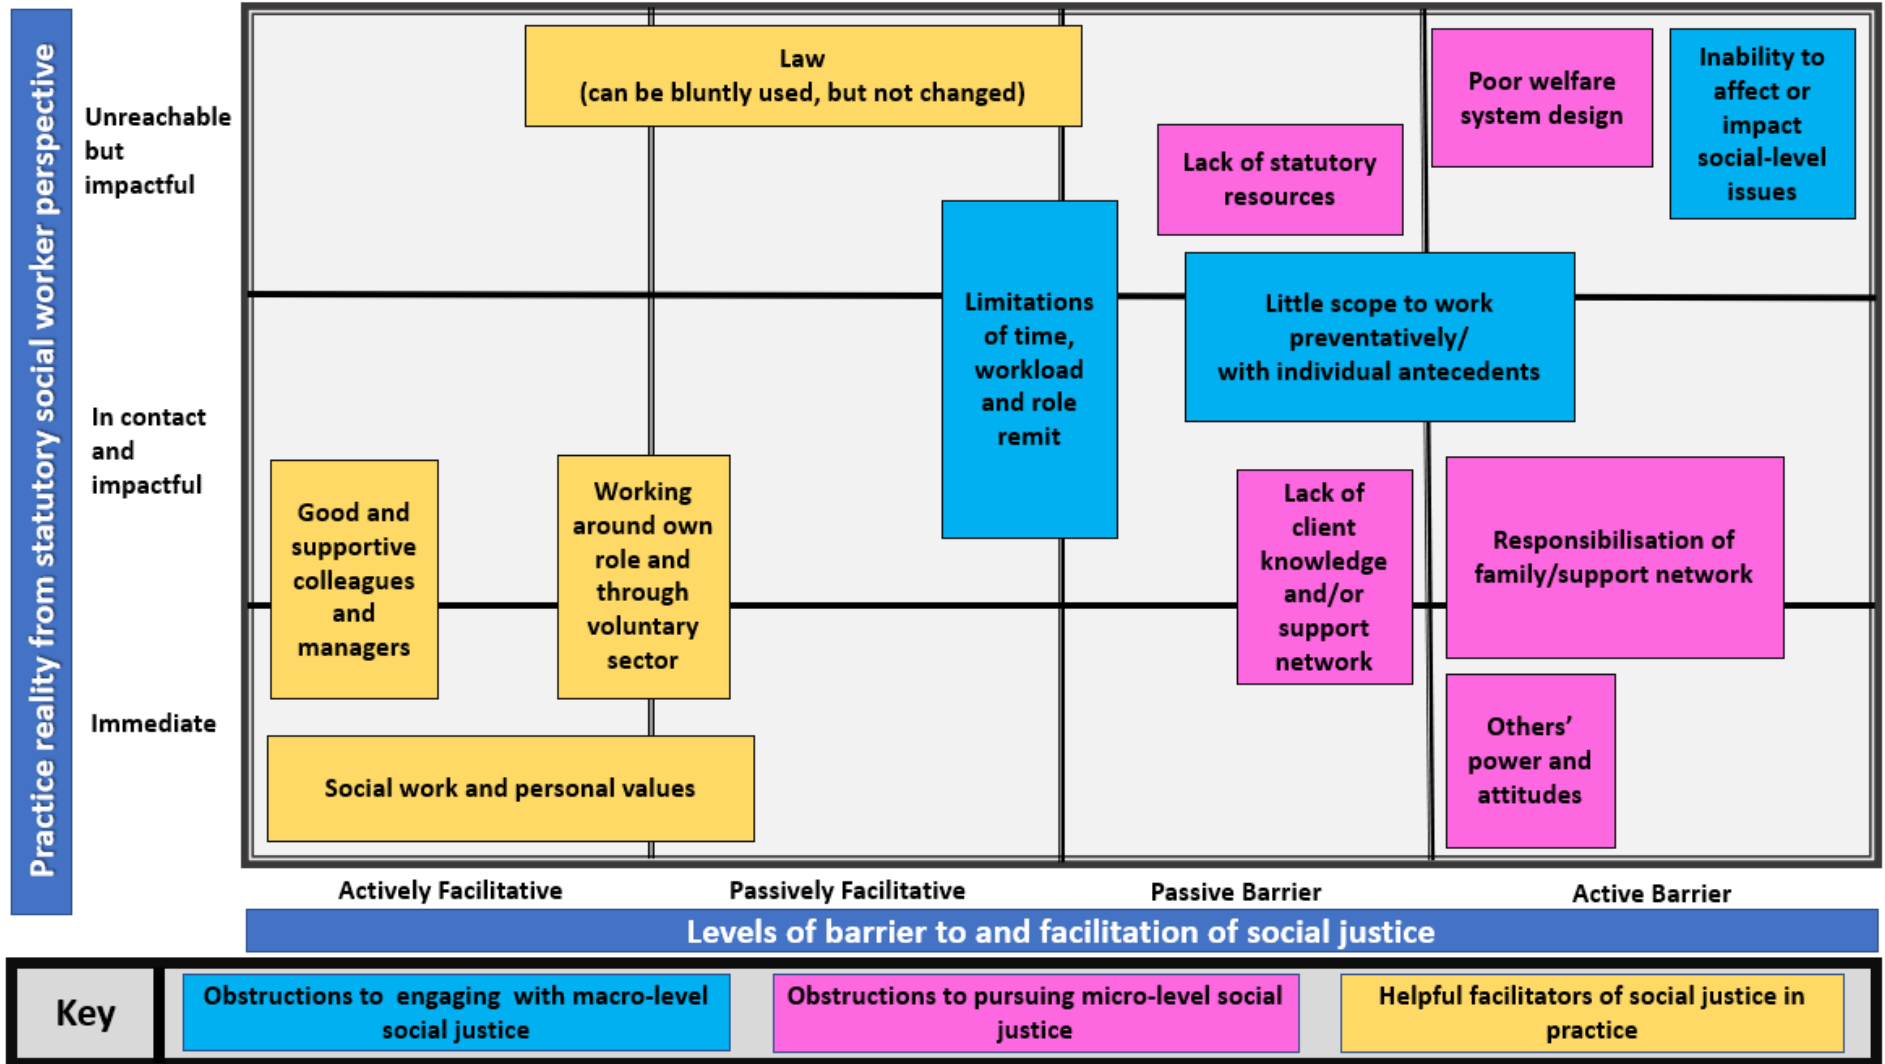 Practice reality from statutory social worker perspective
Unreachable
but
impactful
In contact
and
impactful
Immediate
Law
(can be bluntly used, but not changed)
Poor welfare
system design
Inability to
affect or
impact
social-level
issues
Lack of statutory
resources
Limitations
of time,
workload
and role
remit
Little scope to work
preventatively/
with individual antecedents
Good and
supportive
colleagues
and
managers
Working
around own
role and
through
voluntary
sector
Lack of
client
knowledge
and/or
support
network
Responsibilisation of
family/support network
Social work and personal values
Others’
power and
attitudes
Actively Facilitative
Passively Facilitative
Passive Barrier
Active Barrier
Levels of barrier to and facilitation of social justice
Key
Obstructions to engaging with macro-level
social justice
Obstructions to pursuing micro-level social
justice
Helpful facilitators of social justice in
practice